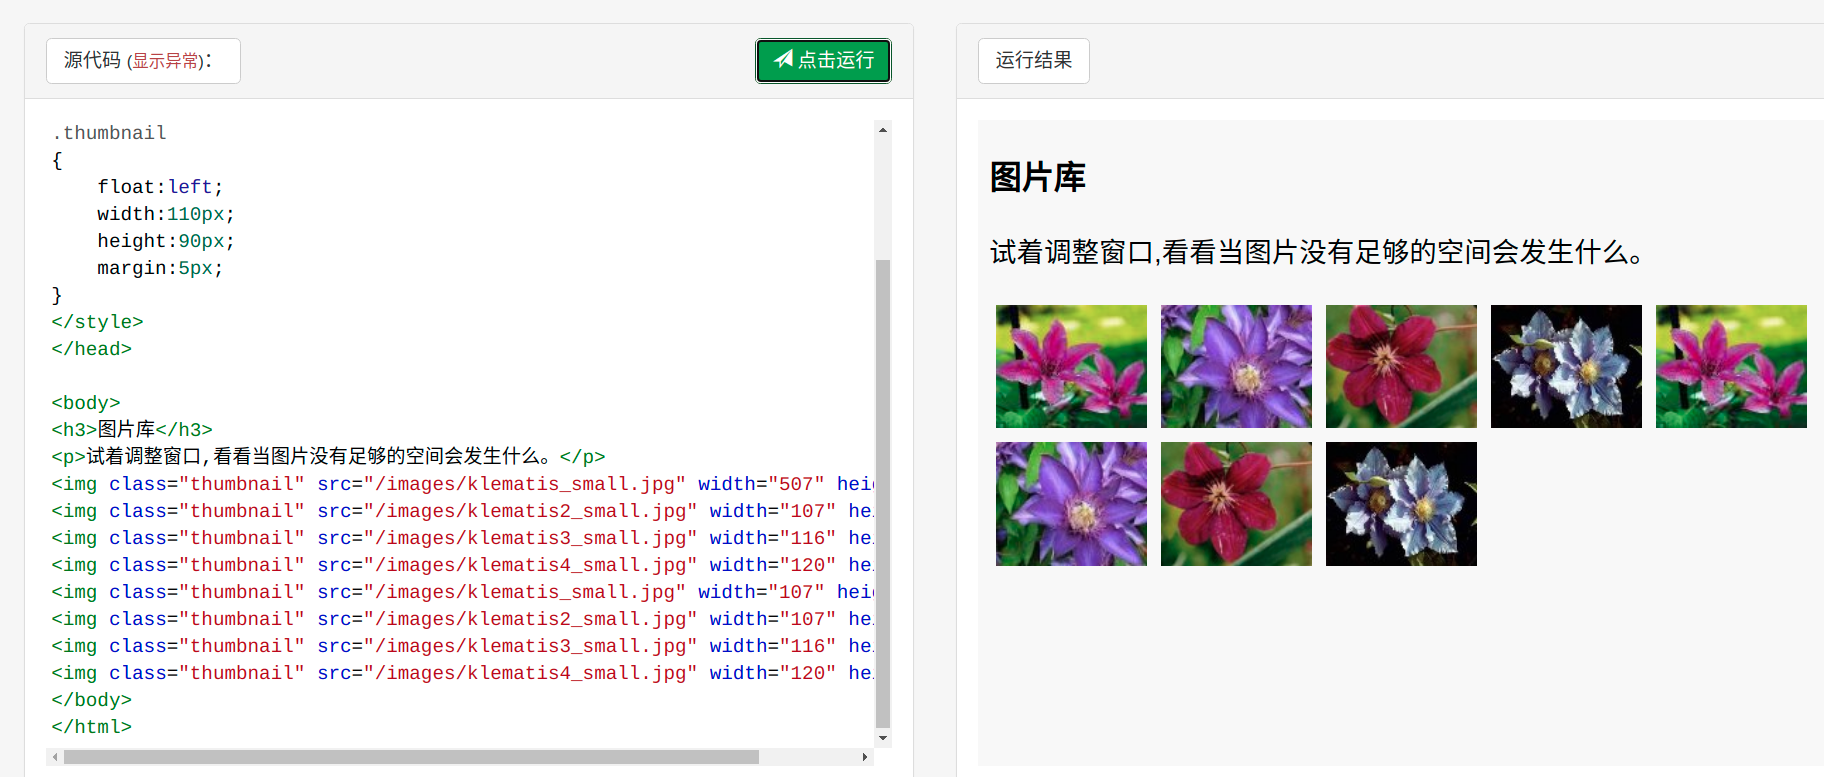 源代码 (显示异常)：
点击运行
.thumbnail
{
    float:left;
    width:110px;
    height:90px;
    margin:5px;
}
</style>
</head>
<body>
<h3>图片库</h3>
<p>试着调整窗口,看看当图片没有足够的空间会发生什么。</p>
<img class="thumbnail" src="/images/klematis_small.jpg" width="507" hei
<img class="thumbnail" src="/images/klematis2_small.jpg" width="107" he
<img class="thumbnail" src="/images/klematis3_small.jpg" width="116" he
<img class="thumbnail" src="/images/klematis4_small.jpg" width="120" he
<img class="thumbnail" src="/images/klematis_small.jpg" width="107" hei
<img class="thumbnail" src="/images/klematis2_small.jpg" width="107" he
<img class="thumbnail" src="/images/klematis3_small.jpg" width="116" he
<img class="thumbnail" src="/images/klematis4_small.jpg" width="120" he
</body>
</html>
运行结果
图片库
试着调整窗口,看看当图片没有足够的空间会发生什么。